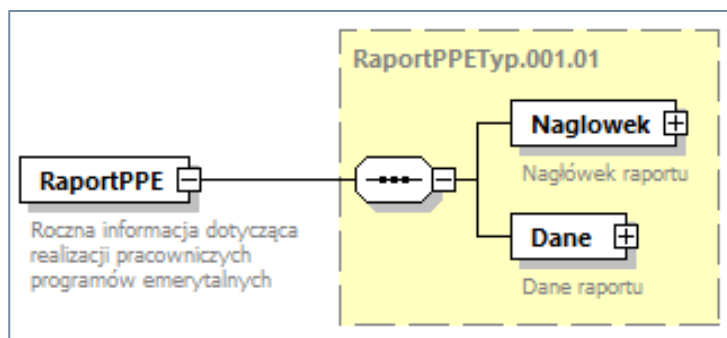 RaportPPETyp.001.01
Naglowek
Nagłówek raportu
RaportPPE
Roczna informacja dotycząca
realizacji pracowniczych
programów emerytalnych
Dane
Dane raportu